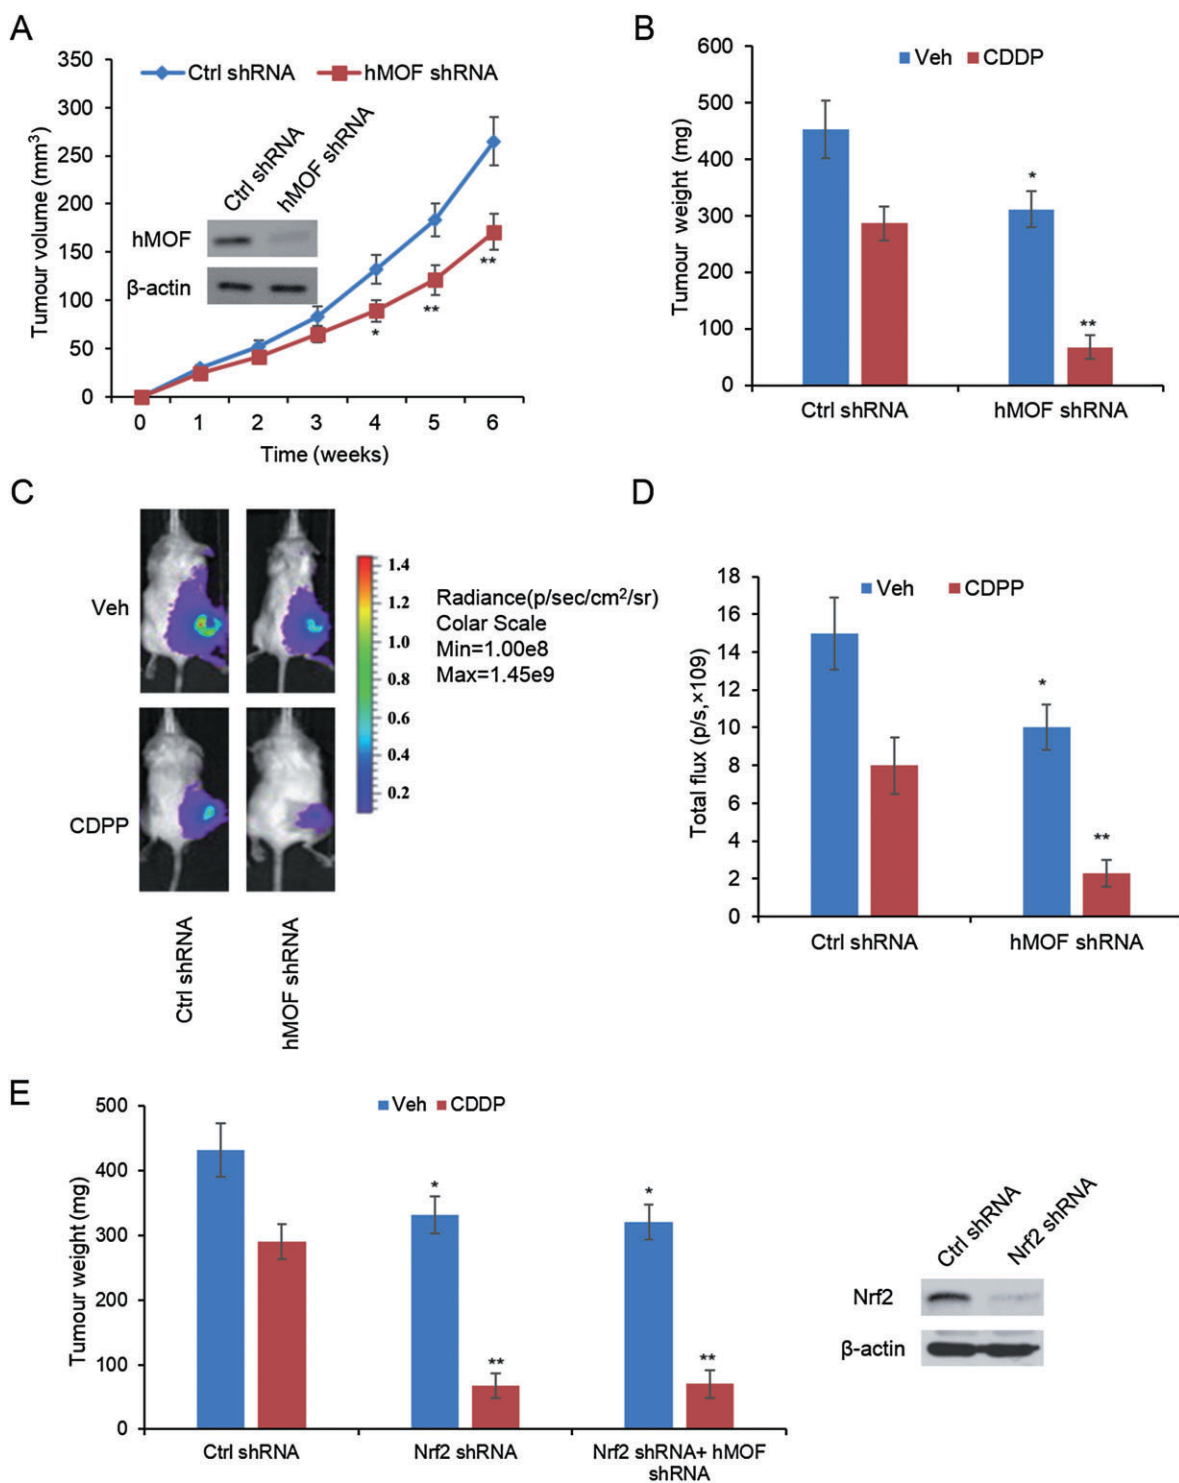 A
350
300
250
200
150
100
50
0
Tumour volume (mm³)
Ctrl shRNA
hMOF shRNA
Ctrl shRNA
hMOF shRNA
hMOF
β-actin
*
**
**
0 1 2 3 4 5 6
Time (weeks)
B
600
500
400
300
200
100
0
Tumour weight (mg)
Veh CDDP
*
**
Ctrl shRNA hMOF shRNA
C
Veh
CDPP
Ctrl shRNA
hMOF shRNA
1.4
1.2
1.0
0.8
0.6
0.4
0.2
Radiance(p/sec/cm²/sr)
Colar Scale
Min=1.00e8
Max=1.45e9
D
18
16
14
12
10
8
6
4
2
0
Total flux (p/s,×109)
Veh CDPP
*
**
Ctrl shRNA hMOF shRNA
E
500
400
300
200
100
0
Tumour weight (mg)
Veh CDDP
*
**
*
**
Ctrl shRNA Nrf2 shRNA Nrf2 shRNA+ hMOF
shRNA
Ctrl shRNA
Nrf2 shRNA
Nrf2
β-actin